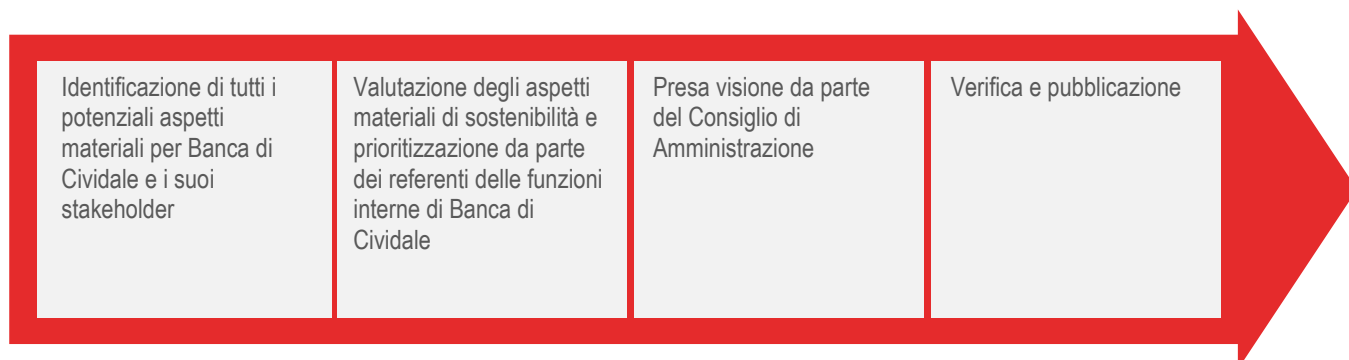 Identificazione di tutti i
potenziali aspetti
materiali per Banca di
Cividale e i suoi
stakeholder
Valutazione degli aspetti
materiali di sostenibilità e
prioritizzazione da parte
dei referenti delle funzioni
interne di Banca di
Cividale
Presa visione da parte
del Consiglio di
Amministrazione
Verifica e pubblicazione